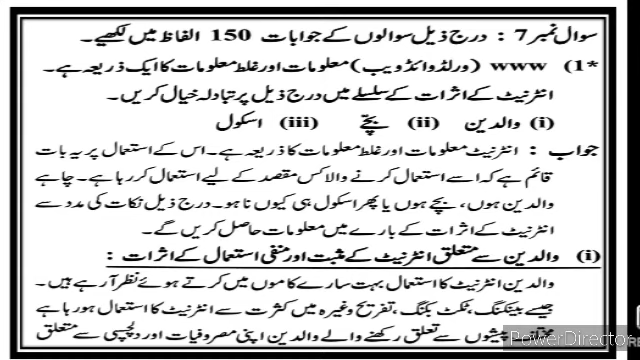 سوال نمبر 7 : درج ذیل سوالوں کے جوابات 150 الفاظ میں لکھیے۔
*1) www (ورلڈ وائڈ ویب) معلومات اور غلط معلومات کا ایک ذریعہ ہے۔
انٹرنیٹ کے اثرات کے سلسلے میں درج ذیل پر تبادلہ خیال کریں۔
(i) والدین (ii) بچے (iii) اسکول
جواب : انٹرنیٹ معلومات اور غلط معلومات کا ذریعہ ہے۔ اس کے استعمال پر یہ بات
قائم ہے کہ اسے استعمال کرنے والا کس مقصد کے لیے استعمال کر رہا ہے۔ چاہے
والدین ہوں، بچے ہوں یا پھر اسکول ہی کیوں نا ہو۔ درج ذیل نکات کی مدد سے
انٹرنیٹ کے اثرات کے بارے میں معلومات حاصل کریں گے۔
(i) والدین سے متعلق انٹرنیٹ کے مثبت اور منفی استعمال کے اثرات :
والدین انٹرنیٹ کا استعمال بہت سارے کاموں میں کرتے ہوئے نظر آرہے ہیں۔
جیسے بینکنگ، ٹکٹ بکنگ، تفریح وغیرہ میں کثرت سے انٹرنیٹ کا استعمال ہو رہا ہے
مختلف پیشوں سے تعلق رکھنے والے والدین اپنی مصروفیات اور دلچسپی سے متعلق
PowerDirector